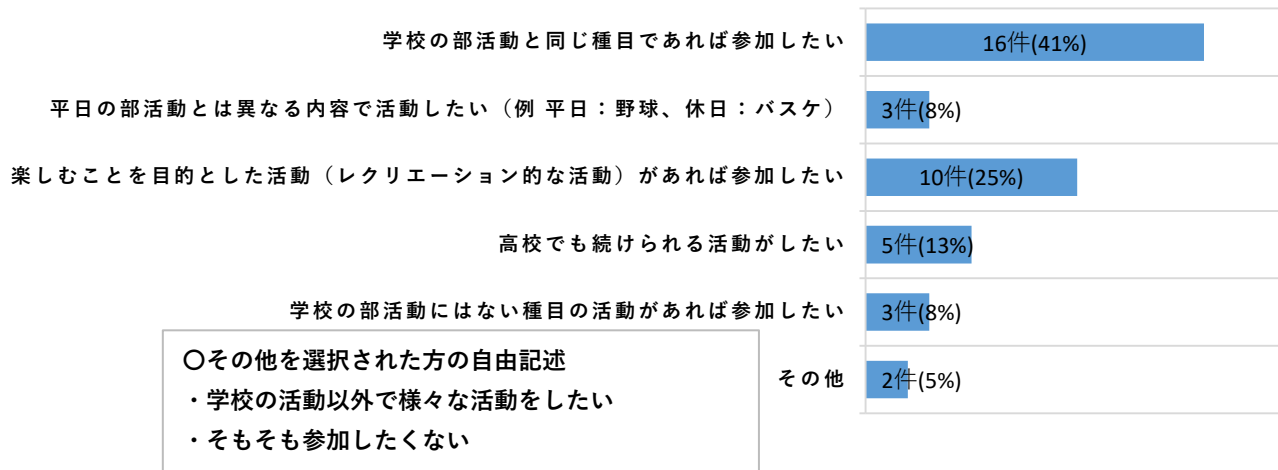 学校の部活動と同じ種目であれば参加したい 16件(41%)
平日の部活動とは異なる内容で活動したい（例 平日：野球、休日：バスケ） 3件(8%)
楽しむことを目的とした活動（レクリエーション的な活動）があれば参加したい 10件(25%)
高校でも続けられる活動がしたい 5件(13%)
学校の部活動にはない種目の活動があれば参加したい 3件(8%)
その他 2件(5%)
〇その他を選択された方の自由記述
・学校の活動以外で様々な活動をしたい
・そもそも参加したくない